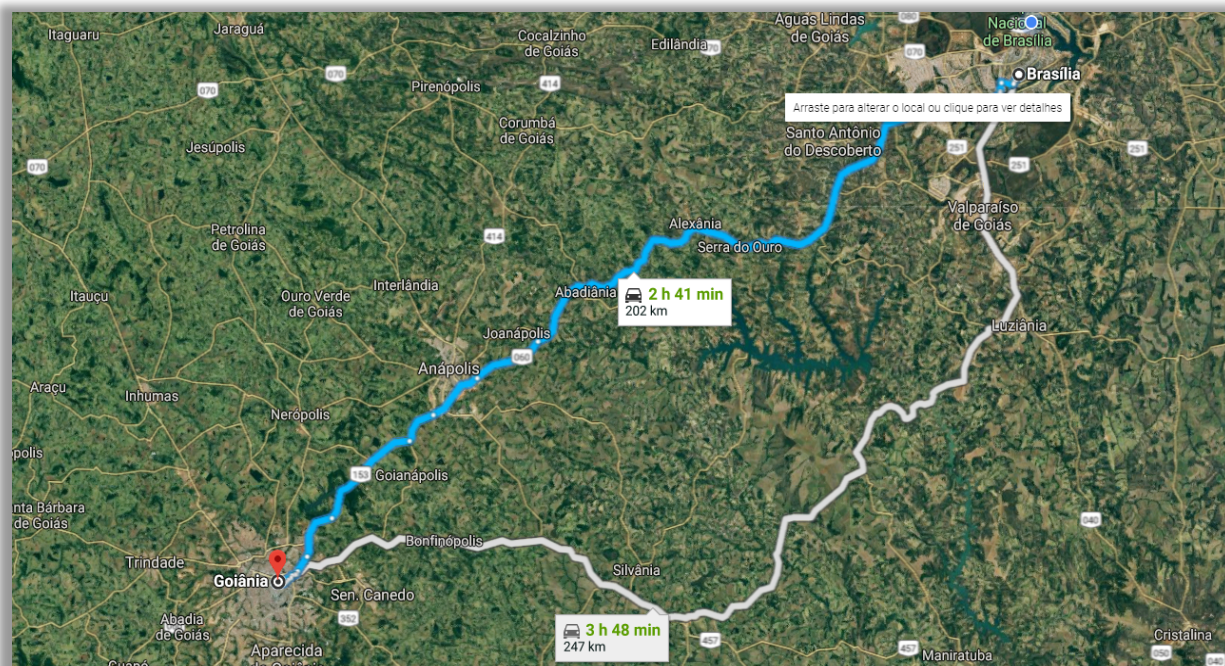 Itaguaru
Jaraguá
Cocalzinho
de Goiás
Edilândia
070
Águas Lindas
de Goiás
080
Nacional
de Brasília
070
Brasília
070
070
Pirenópolis
414
Arraste para alterar o local ou clique para ver detalhes
Corumbá
de Goiás
Santo Antônio
do Descoberto
251
251
251
Jesúpolis
070
Valparaíso
de Goiás
Petrolina
de Goiás
414
Alexânia
Serra do Ouro
Itauçu
Ouro Verde
de Goiás
Interlândia
Abadiânia
2 h 41 min
202 km
Luziânia
Joanápolis
060
Anápolis
Araçu
Inhumas
Nerópolis
153
Goianápolis
Bárbara
de Goiás
040
Trindade
Bonfinópolis
Silvânia
Goiânia
Sen. Canedo
Abadia
de Goiás
352
3 h 48 min
247 km
457
457
Cristalina
Aparecida
Maniratuba
050